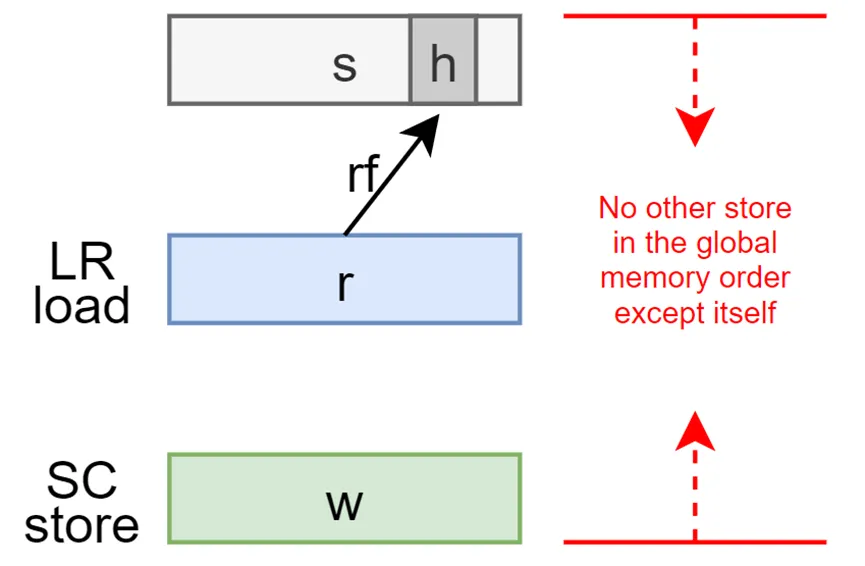 s h
rf
LR
load
r
No other store
in the global
memory order
except itself
SC
store
w